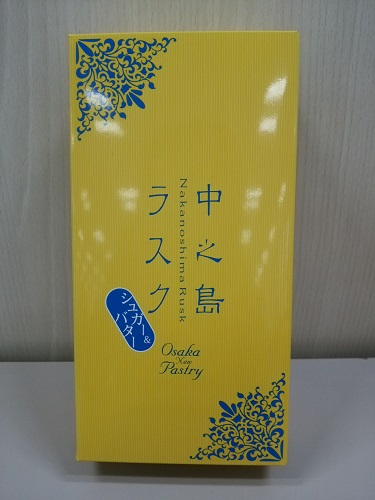 中之島
ラスク
Nakanoshima Rusk
シュガー&
バター
Osaka
New
Pastry